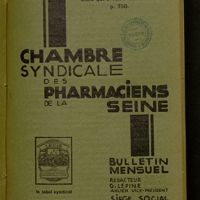 p. 750.
CHAMBRE
SYNDICALE
DES
PHARMACIENS
DE LA SEINE
BULLETIN
MENSUEL
RÉDACTEUR
G. LÉPINE
ANCIEN VICE-PRÉSIDENT
SIÈGE SOCIAL
le label syndical